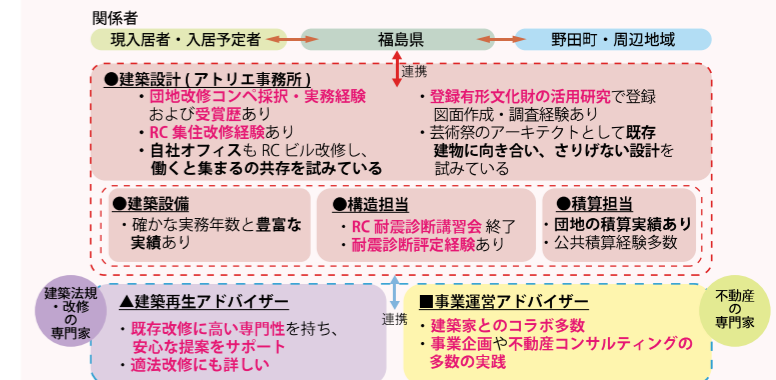 関係者
現入居者・入居予定者
福島県
野田町・周辺地域
連携
●建築設計(アトリエ事務所)
・団地改修コンペ採択・実務経験
および受賞歴あり
・RC集住改修経験あり
・自社オフィスもRCビル改修し、
働くと集まるの共存を試みている
・登録有形文化財の活用研究で登録
図面作成・調査経験あり
・芸術祭のアーキテクトとして既存
建物に向き合い、さりげない設計を
試みている
●建築設備
・確かな実務年数と豊富な
実績あり
●構造担当
・RC耐震診断講習会 終了
・耐震診断評定経験あり
●積算担当
・団地の積算実績あり
・公共積算経験多数
建築法規
・改修
の
専門家
▲建築再生アドバイザー
・既存改修に高い専門性を持ち、
安心な提案をサポート
・適法改修にも詳しい
連携
■事業運営アドバイザー
・建築家とのコラボ多数
・事業企画や不動産コンサルティングの
多数の実践
不動産
の
専門家